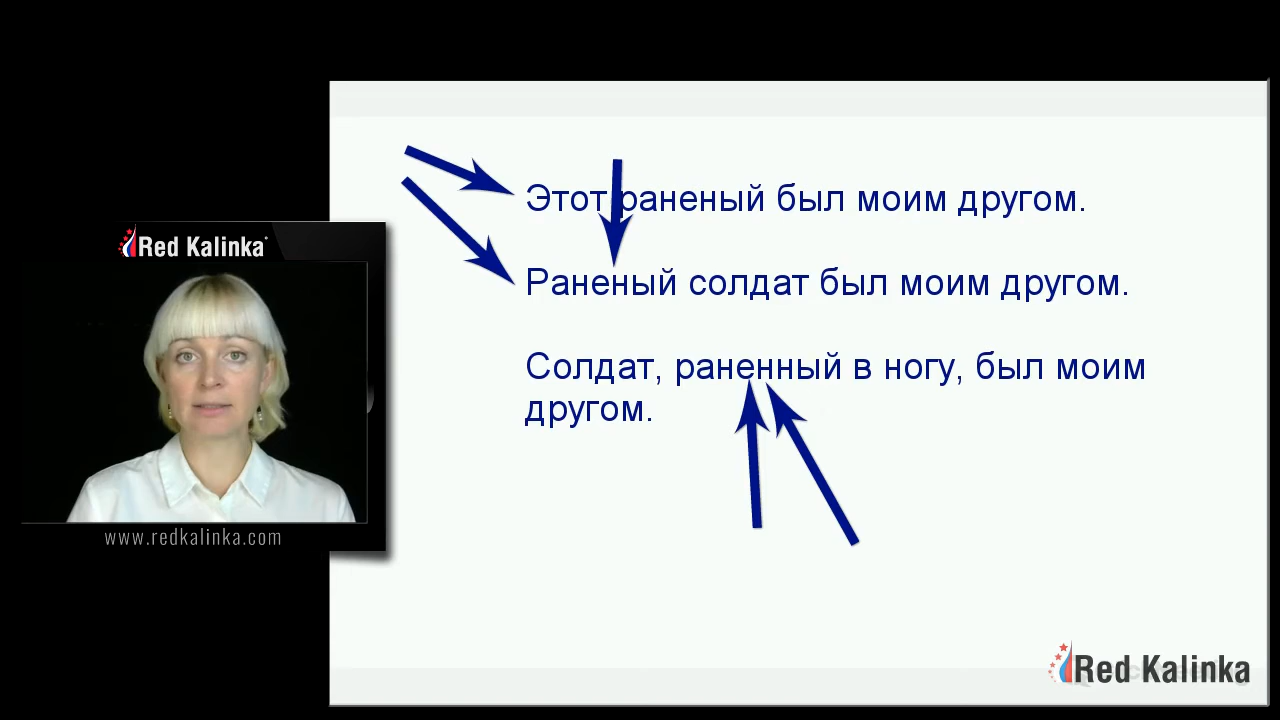 Этот раненый был моим другом.
Раненый солдат был моим другом.
Солдат, раненный в ногу, был моим
другом.
Red Kalinka
www.redkalinka.com
Red Kalinka